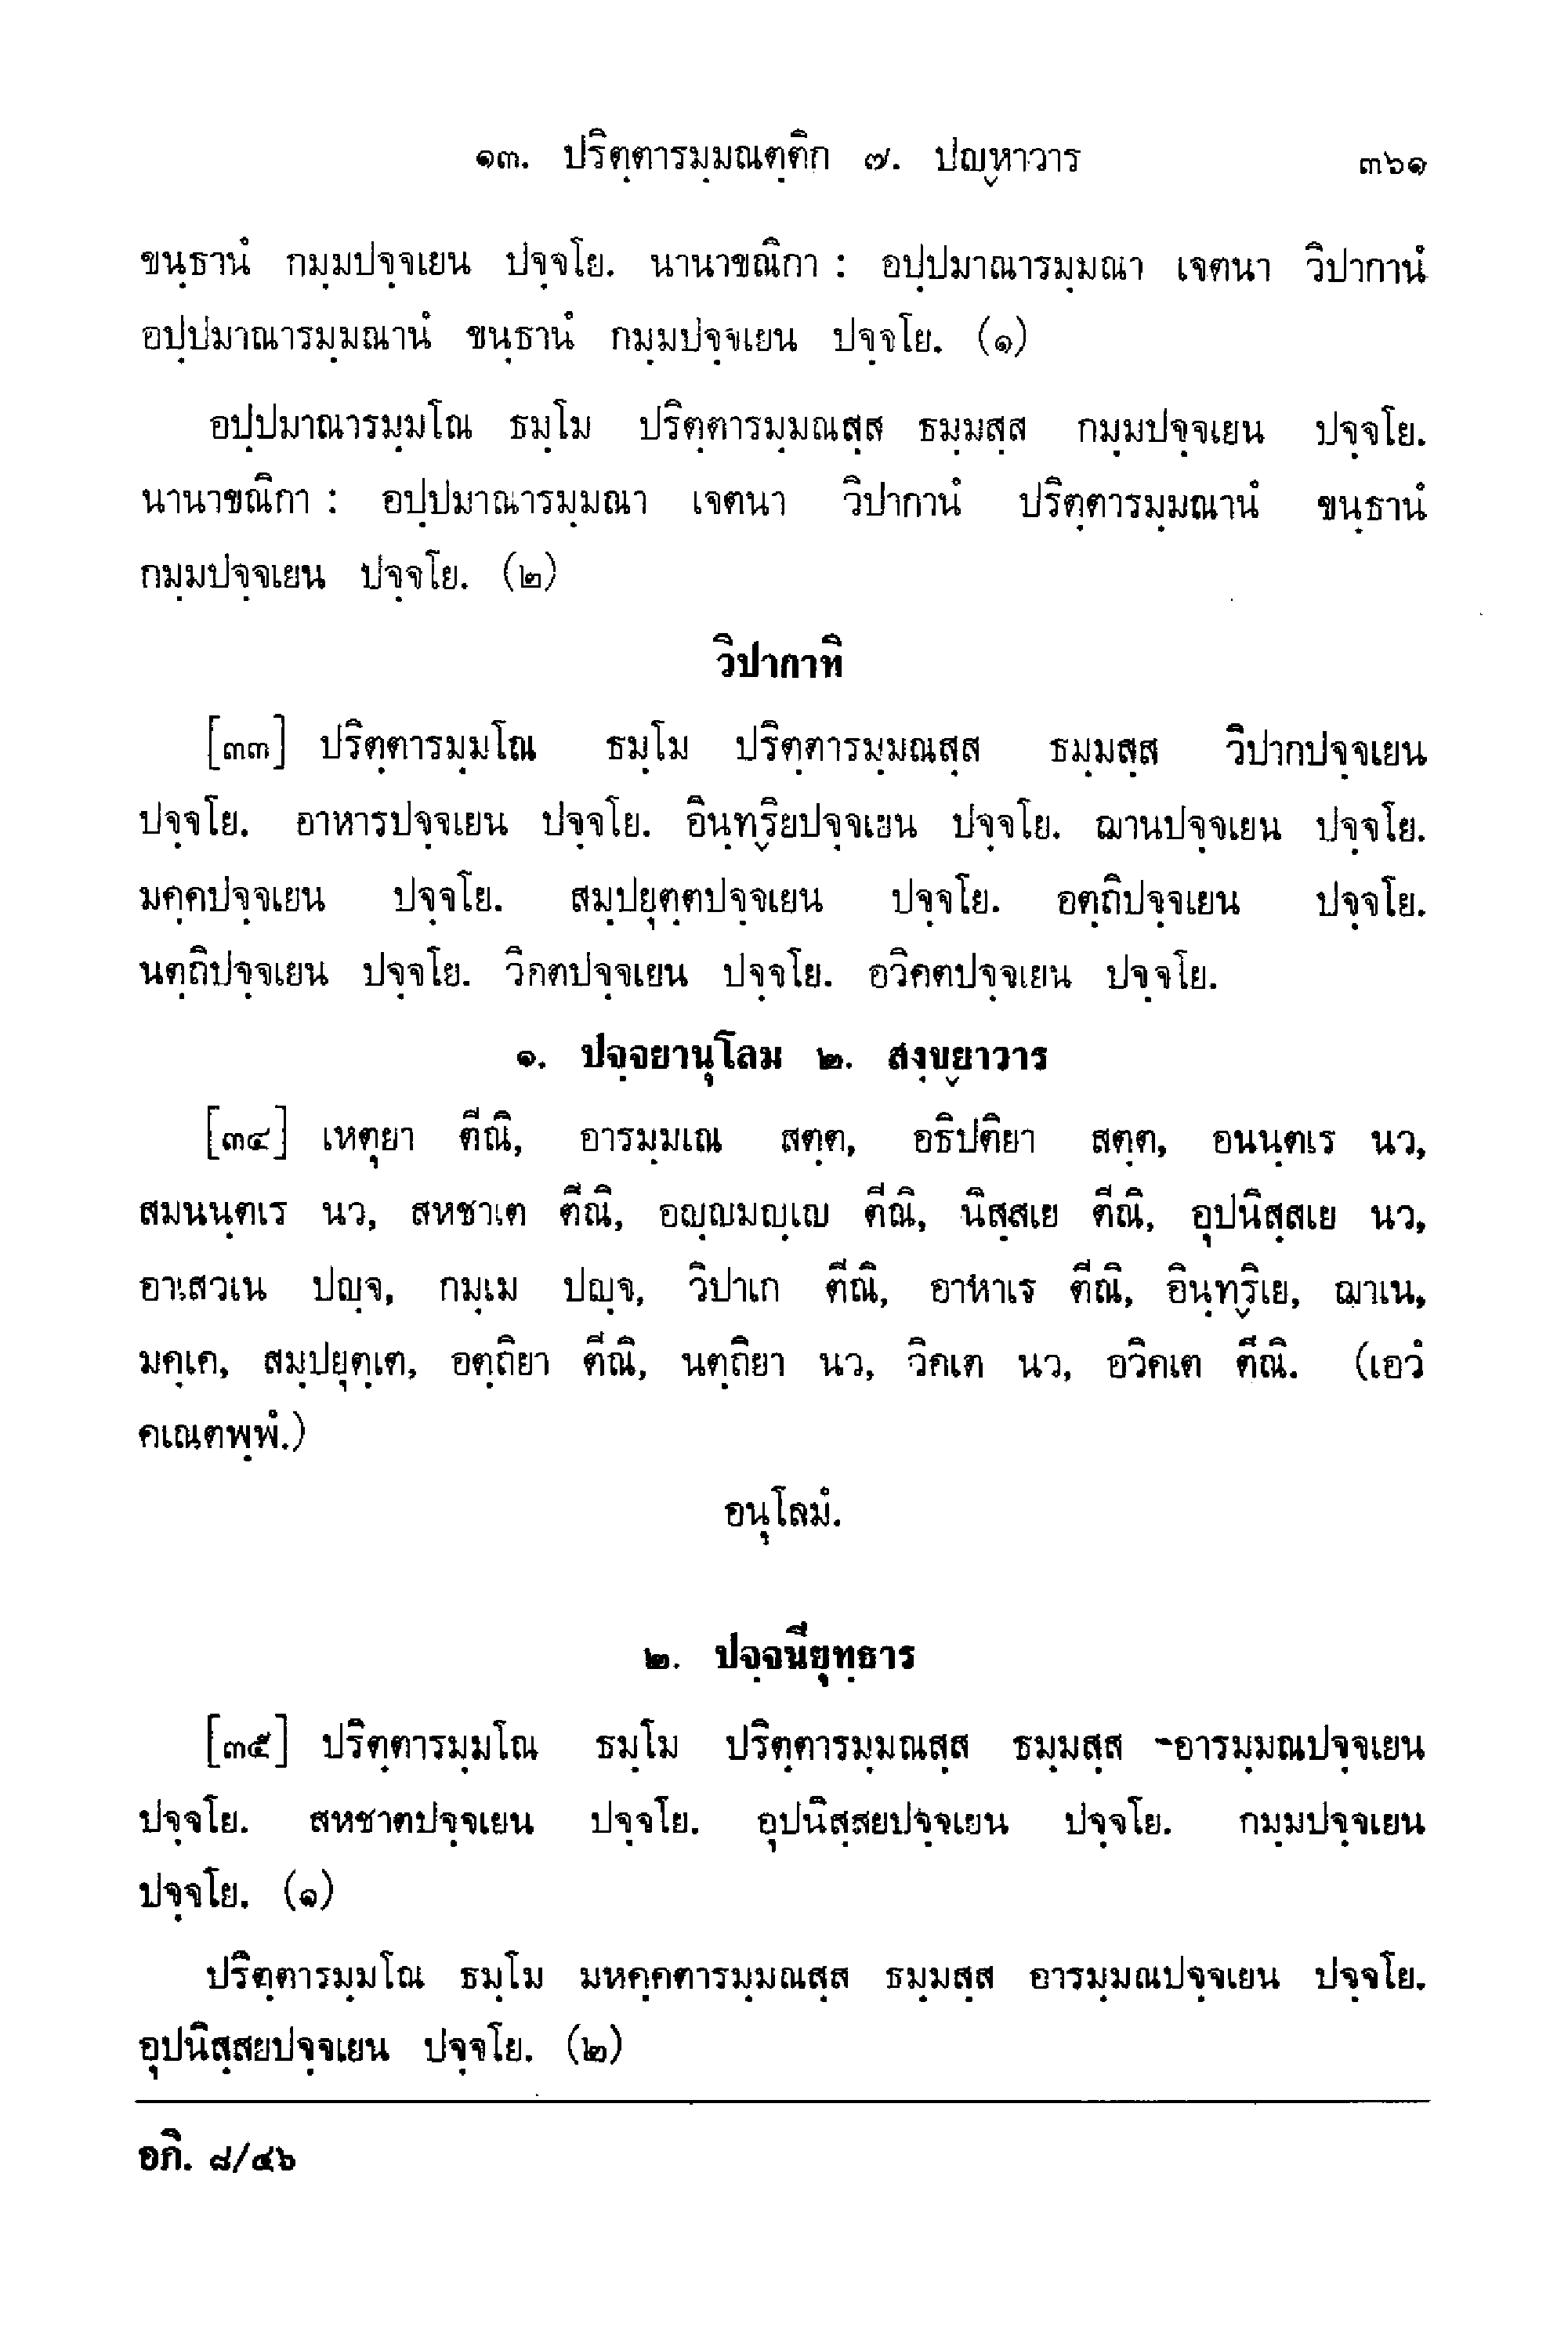 ๑๓. ปริตฺตารมฺมณตฺติก ๗. ปญฺหาวาร ๓๖๑
ขนฺธานํ กมฺมปจฺจเยน ปจฺจโย. นานาขณิกา : อปฺปมาณารมฺมณา เจตนา วิปากานํ
อปฺปมาณารมฺมณานํ ขนฺธานํ กมฺมปจฺจเยน ปจฺจโย. (๑)
อปฺปมาณารมฺมโณ ธมฺโม ปริตฺตารมฺมณสฺส ธมฺมสฺส กมฺมปจฺจเยน ปจฺจโย.
นานาขณิกา : อปฺปมาณารมฺมณา เจตนา วิปากานํ ปริตฺตารมฺมณานํ ขนฺธานํ
กมฺมปจฺจเยน ปจฺจโย. (๒)
วิปากาทิ
[๓๓] ปริตฺตารมฺมโณ ธมฺโม ปริตฺตารมฺมณสฺส ธมฺมสฺส วิปากปจฺจเยน
ปจฺจโย. อาหารปจฺจเยน ปจฺจโย. อินฺทฺริยปจฺจเยน ปจฺจโย. ฌานปจฺจเยน ปจฺจโย.
มคฺคปจฺจเยน ปจฺจโย. สมฺปยุตฺตปจฺจเยน ปจฺจโย. อตฺถิปจฺจเยน ปจฺจโย.
นตฺถิปจฺจเยน ปจฺจโย. วิคตปจฺจเยน ปจฺจโย. อวิคตปจฺจเยน ปจฺจโย.
๑. ปจฺจยานุโลม ๒. สงฺขฺยาวาร
[๓๔] เหตุยา ตีณิ, อารมฺมเณ สตฺต, อธิปติยา สตฺต, อนนฺตเร นว,
สมนนฺตเร นว, สหชาเต ตีณิ, อญฺญมญฺเญ ตีณิ, นิสฺสเย ตีณิ, อุปนิสฺสเย นว,
อาเสวเน ปญฺจ, กมฺเม ปญฺจ, วิปาเก ตีณิ, อาหาเร ตีณิ, อินฺทฺริเย, ฌาเน,
มคฺเค, สมฺปยุตฺเต, อตฺถิยา ตีณิ, นตฺถิยา นว, วิคเต นว, อวิคเต ตีณิ. (เอวํ
คเณตพฺพํ.)
อนุโลมํ.
๒. ปจฺจนียุทฺธาร
[๓๕] ปริตฺตารมฺมโณ ธมฺโม ปริตฺตารมฺมณสฺส ธมฺมสฺส -อารมฺมณปจฺจเยน
ปจฺจโย. สหชาตปจฺจเยน ปจฺจโย. อุปนิสฺสยปจฺจเยน ปจฺจโย. กมฺมปจฺจเยน
ปจฺจโย. (๑)
ปริตฺตารมฺมโณ ธมฺโม มหคฺคตารมฺมณสฺส ธมฺมสฺส อารมฺมณปจฺจเยน ปจฺจโย.
อุปนิสฺสยปจฺจเยน ปจฺจโย. (๒)
อภิ. ๘/๔๖